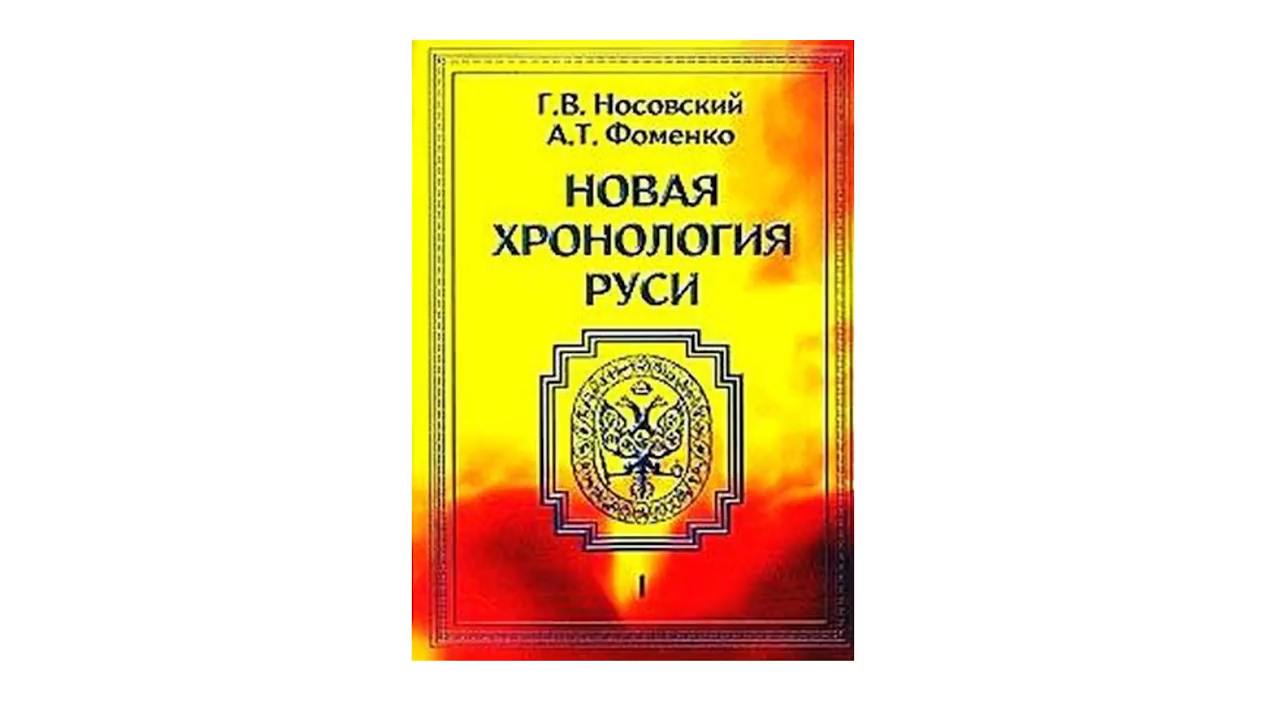 Г.В. Носовский
А.Т. Фоменко
НОВАЯ
ХРОНОЛОГИЯ
РУСИ
I